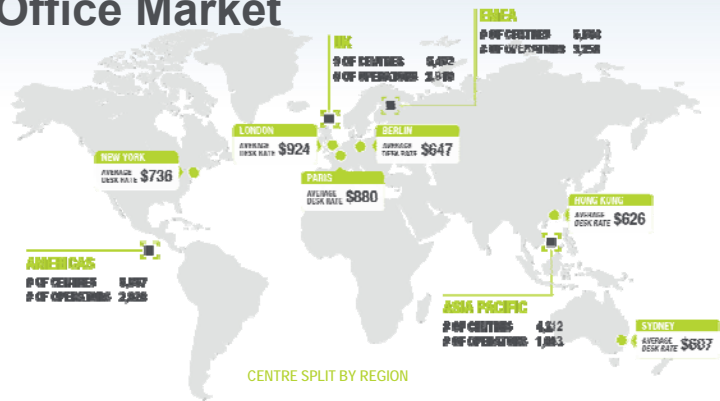 Office Market
EMEA
# OF CENTRES
# OF OPERATORS
UK
# OF CENTRES
# OF OPERATORS
LONDON
AVERAGE
DESK RATE $924
BERLIN
AVERAGE
DESK RATE $647
NEW YORK
AVERAGE
DESK RATE $736
PARIS
AVERAGE
DESK RATE $880
HONG KONG
AVERAGE
DESK RATE $626
AMERICAS
# OF CENTRES
# OF OPERATORS
ASIA PACIFIC
# OF CENTRES
# OF OPERATORS
SYDNEY
AVERAGE
DESK RATE
CENTRE SPLIT BY REGION